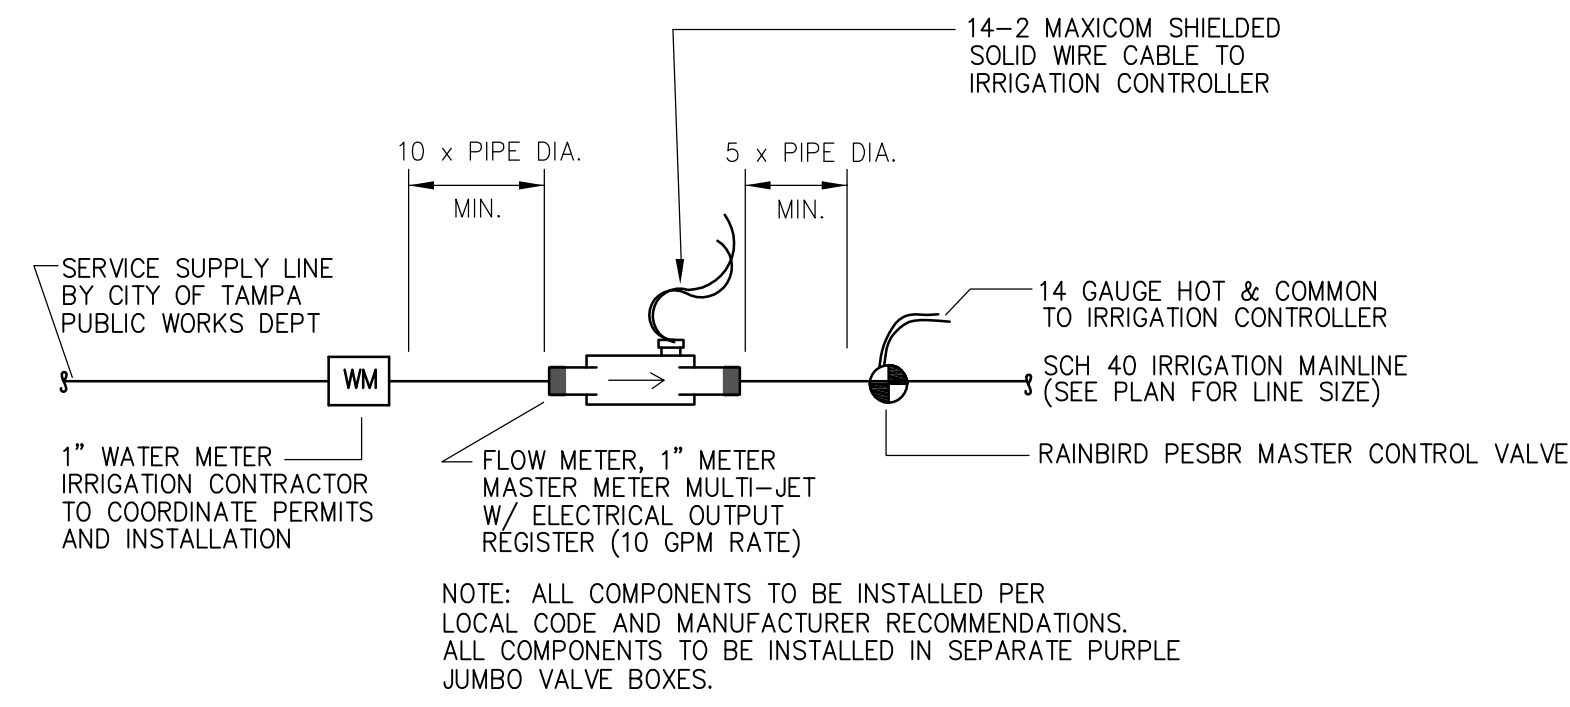 14-2 MAXICOM SHIELDED
SOLID WIRE CABLE TO
IRRIGATION CONTROLLER
10 x PIPE DIA.
MIN.
5 x PIPE DIA.
MIN.
SERVICE SUPPLY LINE
BY CITY OF TAMPA
PUBLIC WORKS DEPT
14 GAUGE HOT & COMMON
TO IRRIGATION CONTROLLER
WM
SCH 40 IRRIGATION MAINLINE
(SEE PLAN FOR LINE SIZE)
1" WATER METER
IRRIGATION CONTRACTOR
TO COORDINATE PERMITS
AND INSTALLATION
FLOW METER, 1" METER
MASTER METER MULTI-JET
W/ ELECTRICAL OUTPUT
REGISTER (10 GPM RATE)
RAINBIRD PESBR MASTER CONTROL VALVE
NOTE: ALL COMPONENTS TO BE INSTALLED PER
LOCAL CODE AND MANUFACTURER RECOMMENDATIONS.
ALL COMPONENTS TO BE INSTALLED IN SEPARATE PURPLE
JUMBO VALVE BOXES.